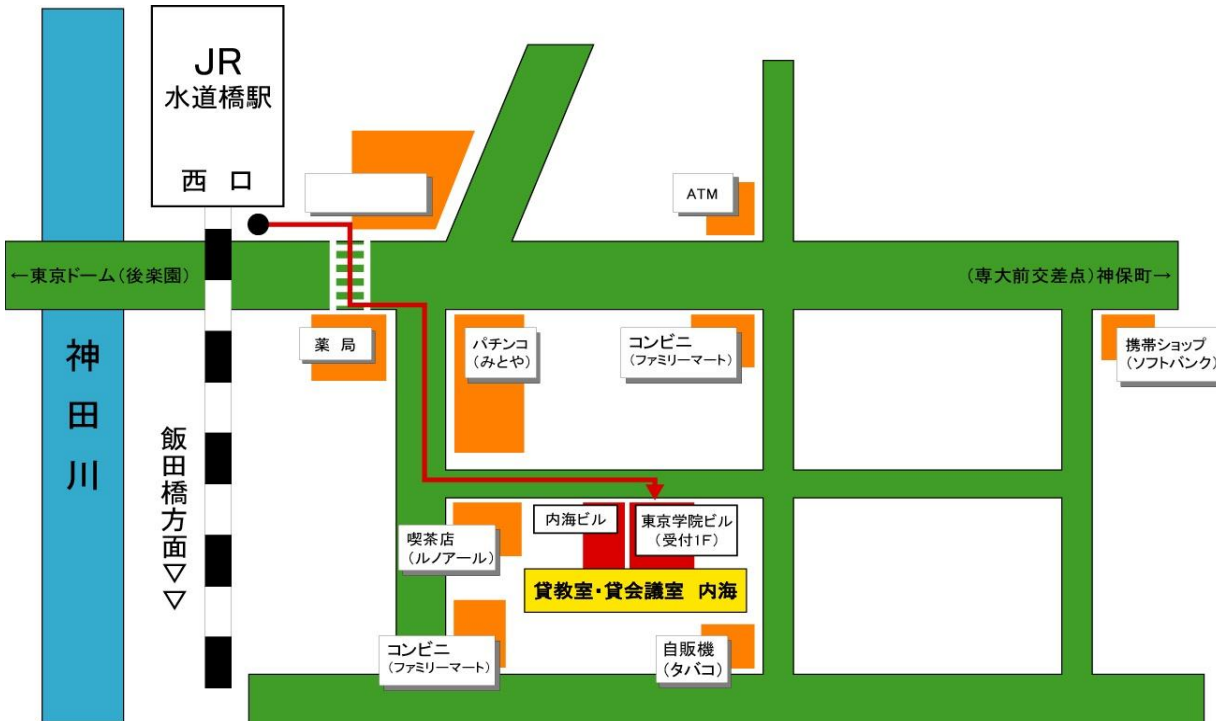 JR
水道橋駅
西 口
ATM
←東京ドーム(後楽園)
(専大前交差点)神保町→
薬 局
パチンコ
(みとや)
コンビニ
(ファミリーマート)
携帯ショップ
(ソフトバンク)
神田川
飯田橋方面▽▽
喫茶店
(ルノアール)
内海ビル
東京学院ビル
(受付1F)
貸教室・貸会議室 内海
コンビニ
(ファミリーマート)
自販機
(タバコ)